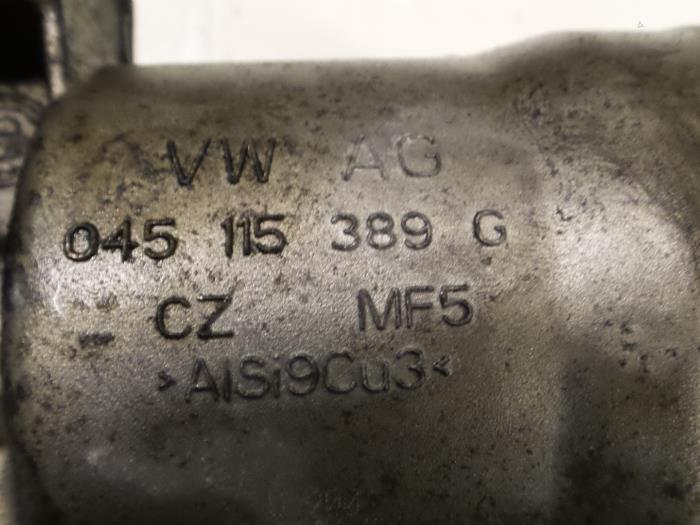 VW AG
045 115 389 G
CZ MF5
>AlSi9Cu3<